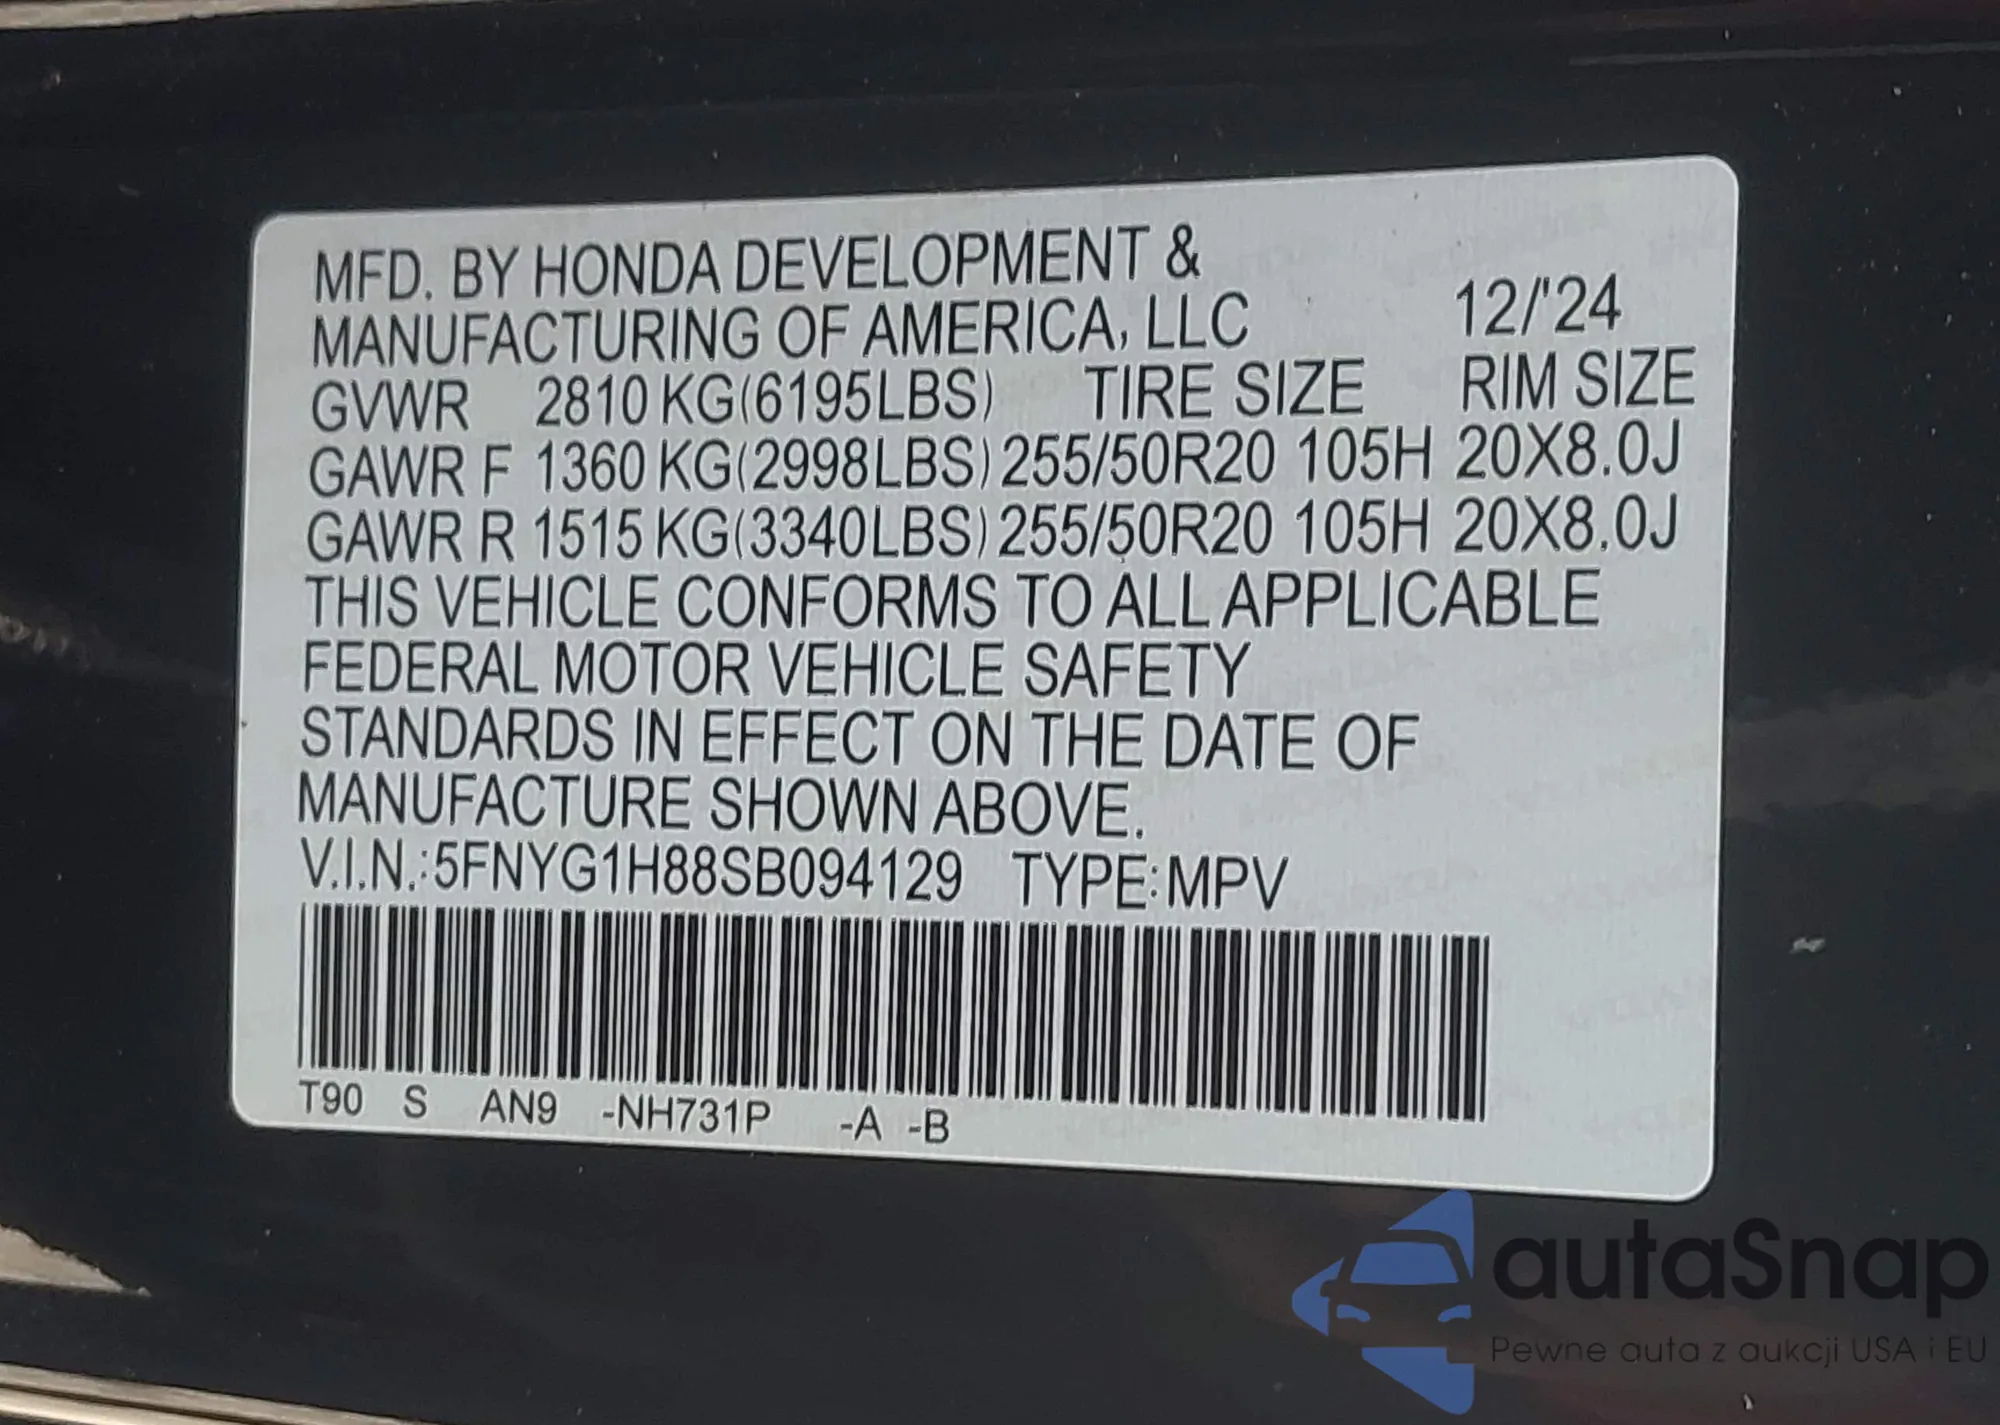 MFD. BY HONDA DEVELOPMENT &
MANUFACTURING OF AMERICA, LLC 12/'24
GVWR 2810 KG(6195LBS) TIRE SIZE RIM SIZE
GAWR F 1360 KG(2998LBS) 255/50R20 105H 20X8.0J
GAWR R 1515 KG(3340LBS) 255/50R20 105H 20X8.0J
THIS VEHICLE CONFORMS TO ALL APPLICABLE
FEDERAL MOTOR VEHICLE SAFETY
STANDARDS IN EFFECT ON THE DATE OF
MANUFACTURE SHOWN ABOVE.
V.I.N.:5FNYG1H88SB094129 TYPE:MPV
T90 S AN9 -NH731P -A -B
autaSnap
Pewne auta z aukcji USA i EU